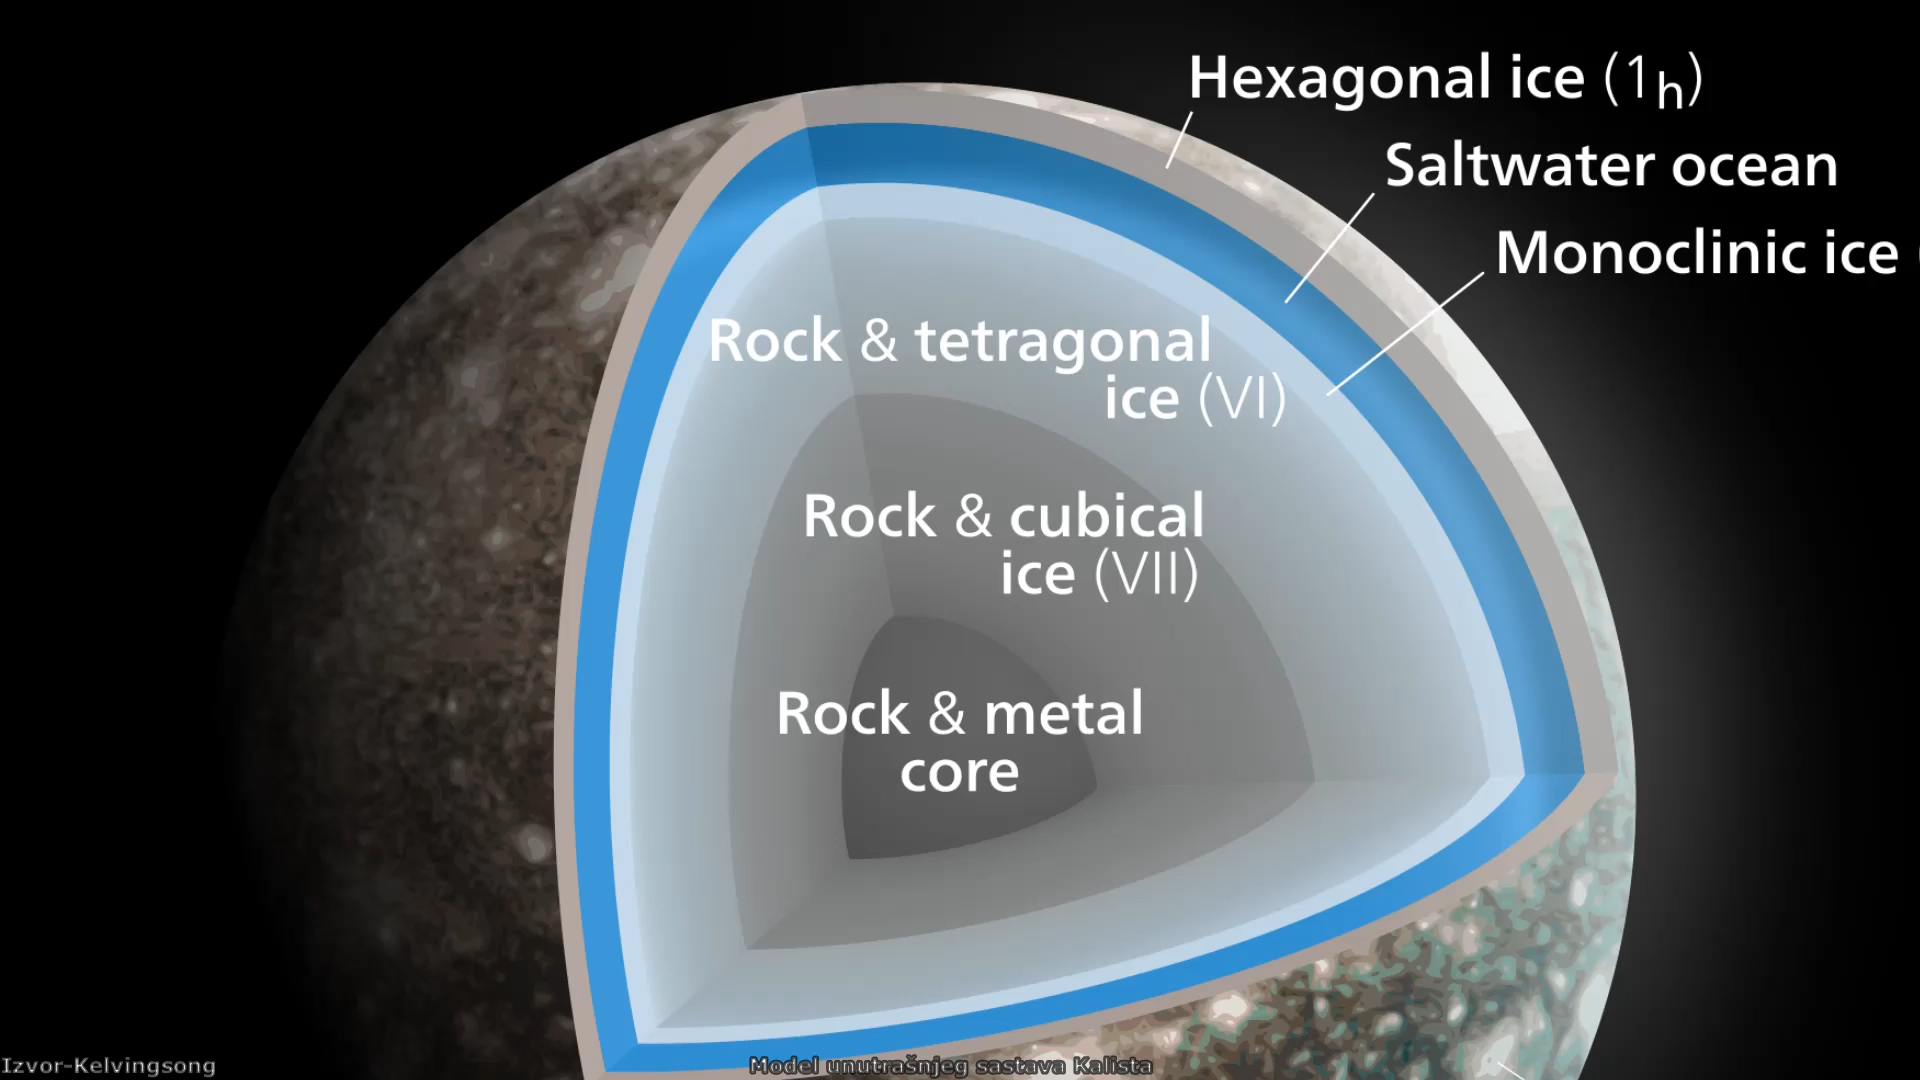 Hexagonal ice (1h)
Saltwater ocean
Monoclinic ice
Rock & tetragonal
ice (VI)
Rock & cubical
ice (VII)
Rock & metal
core
Izvor-Kelvingsong
Model unutrašnjeg sastava Kalista